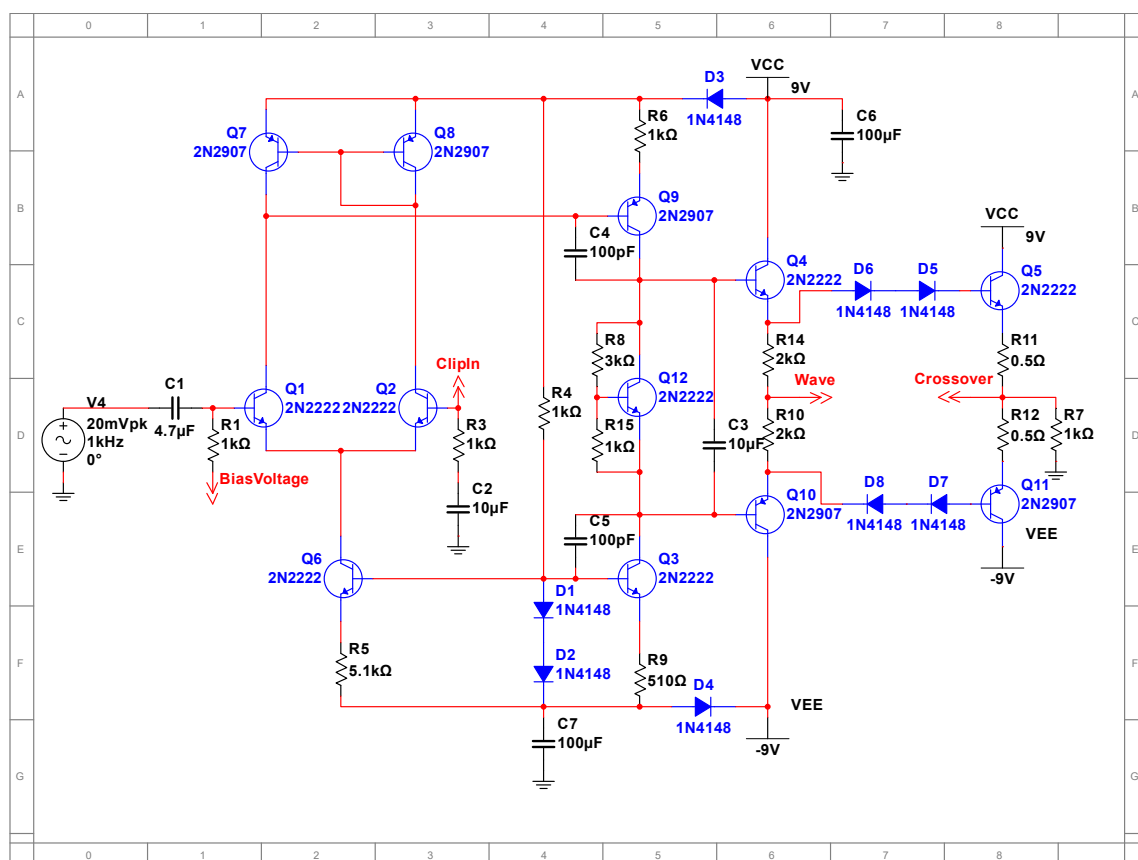 0 1 2 3 4 5 6 7 8
A
VCC
9V
D3
1N4148
R6
1kΩ
C6
100µF
Q7
2N2907
Q8
2N2907
A
B
Q9
2N2907
C4
100pF
VCC
9V
B
C
Q4
2N2222
D6
1N4148
D5
1N4148
Q5
2N2222
R8
3kΩ
R14
2kΩ
R11
0.5Ω
C
D
V4
20mVpk
1kHz
0°
C1
4.7µF
R1
1kΩ
BiasVoltage
Q1
2N2222
Q2
2N2222
ClipIn
R3
1kΩ
C2
10µF
R4
1kΩ
Q12
2N2222
R15
1kΩ
C3
10µF
Wave
R10
2kΩ
Crossover
R12
0.5Ω
R7
1kΩ
D
E
Q10
2N2907
D8
1N4148
D7
1N4148
Q11
2N2907
VEE
-9V
C5
100pF
Q6
2N2222
Q3
2N2222
D1
1N4148
E
F
R5
5.1kΩ
D2
1N4148
R9
510Ω
D4
1N4148
VEE
-9V
F
G
C7
100µF
G
0 1 2 3 4 5 6 7 8